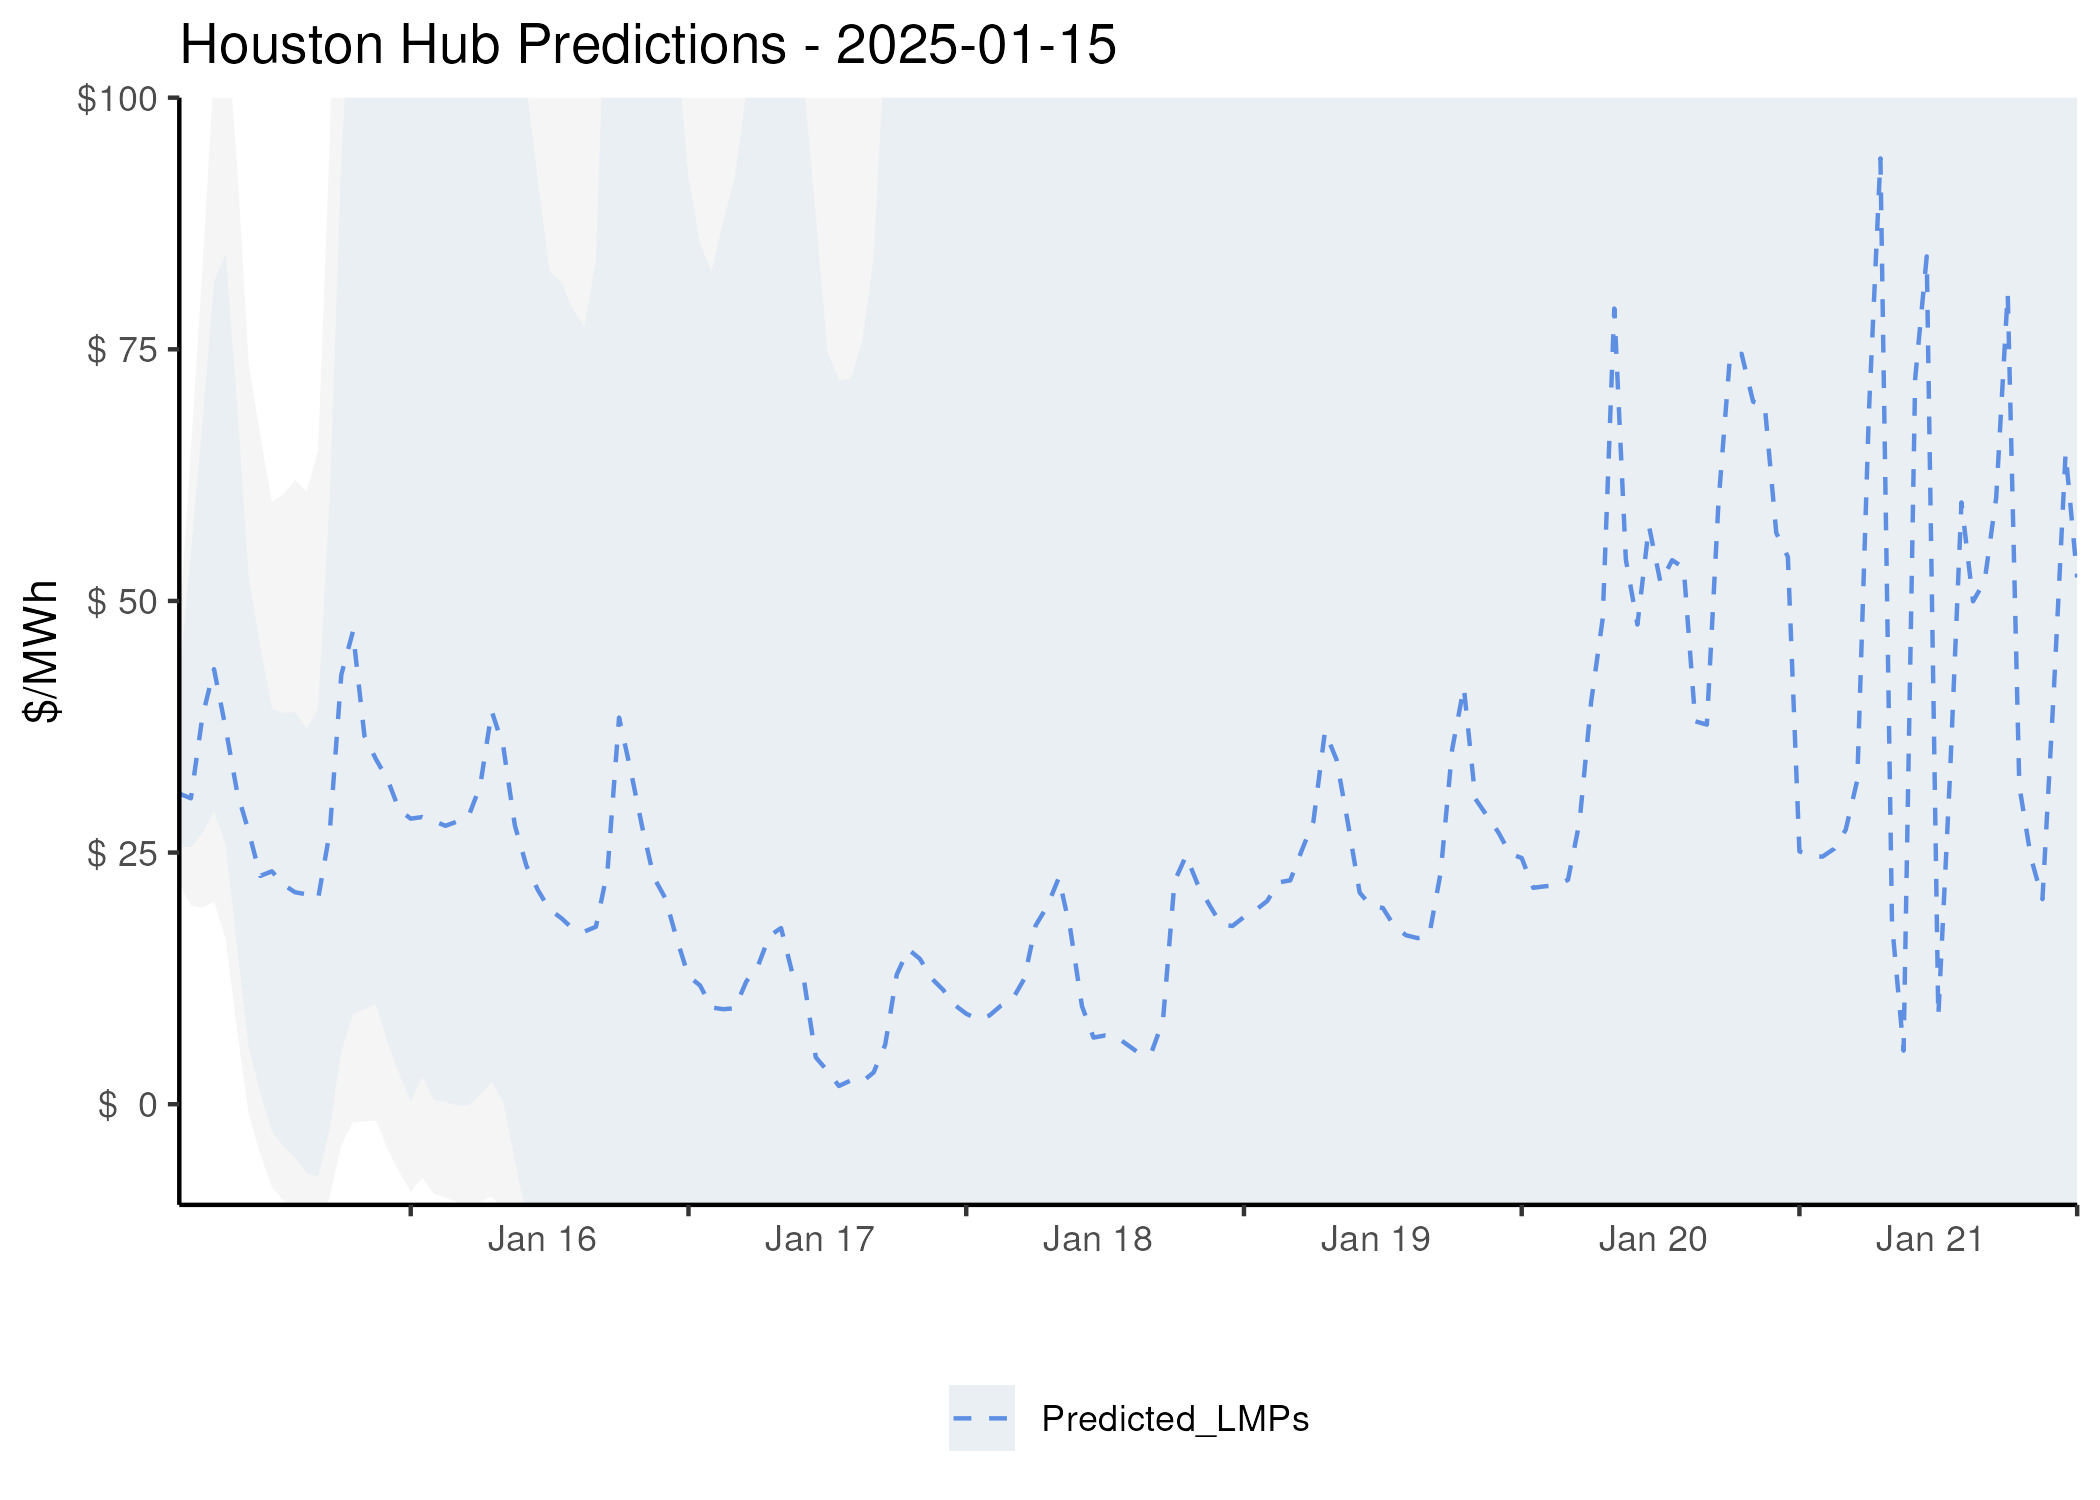 Houston Hub Predictions - 2025-01-15
$100
$ 75
$ 50
$ 25
$ 0
$/MWh
Jan 16 Jan 17 Jan 18 Jan 19 Jan 20 Jan 21
Predicted_LMPs